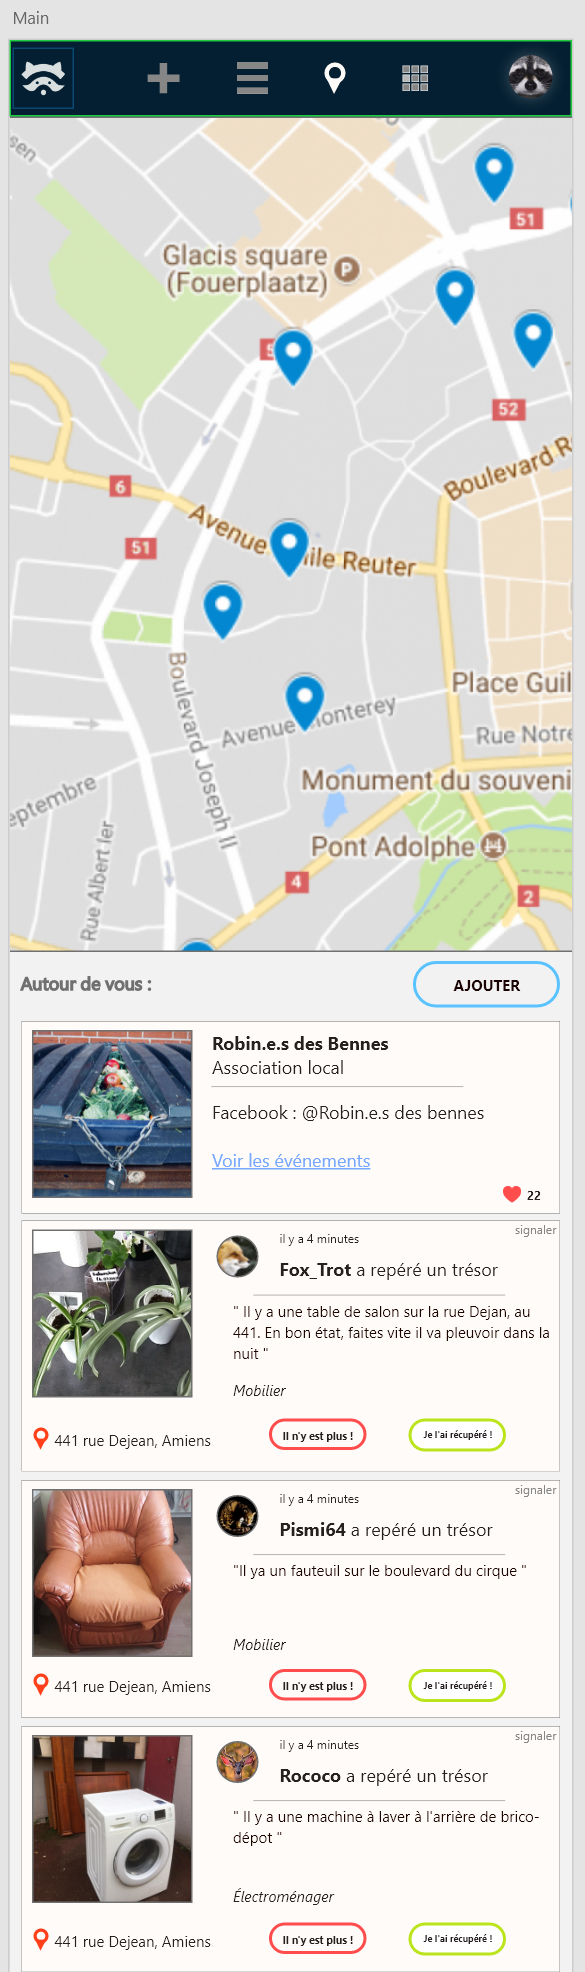 Main
sen
51
Glacis square
(Fouerplaatz)
P
52
Boulevard R
6
51
Avenue
ile Reuter
Boulevard Joseph II
Place Guil
Avenue
onterey
Rue Notre
Monument du souveni
eptembre
Pont Adolphe
Rue Albert Ier
4
2
Autour de vous :
AJOUTER
Robin.e.s des Bennes
Association local
Facebook : @Robin.e.s des bennes
Voir les événements
22
signaler
il y a 4 minutes
Fox_Trot a repéré un trésor
" Il y a une table de salon sur la rue Dejan, au
441. En bon état, faites vite il va pleuvoir dans la
nuit "
Mobilier
441 rue Dejean, Amiens
Il n'y est plus !
Je l'ai récupéré !
signaler
il y a 4 minutes
Pismi64 a repéré un trésor
"Il ya un fauteuil sur le boulevard du cirque "
Mobilier
441 rue Dejean, Amiens
Il n'y est plus !
Je l'ai récupéré !
signaler
il y a 4 minutes
Rococo a repéré un trésor
" Il y a une machine à laver à l'arrière de brico-
dépot "
Électroménager
441 rue Dejean, Amiens
Il n'y est plus !
Je l'ai récupéré !